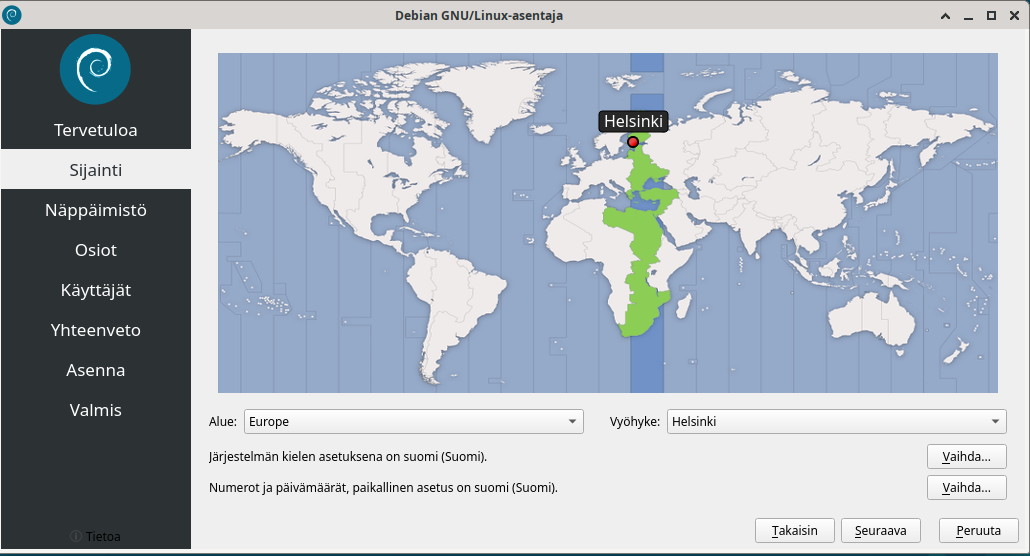 Debian GNU/Linux-asentaja
Tervetuloa
Sijainti
Näppäimistö
Osiot
Käyttäjät
Yhteenveto
Asenna
Valmis
Tietoa
Helsinki
Alue: Europe
Vyöhyke: Helsinki
Järjestelmän kielen asetuksena on suomi (Suomi).
Vaihda...
Numerot ja päivämäärät, paikallinen asetus on suomi (Suomi).
Vaihda...
Takaisin
Seuraava
Peruuta